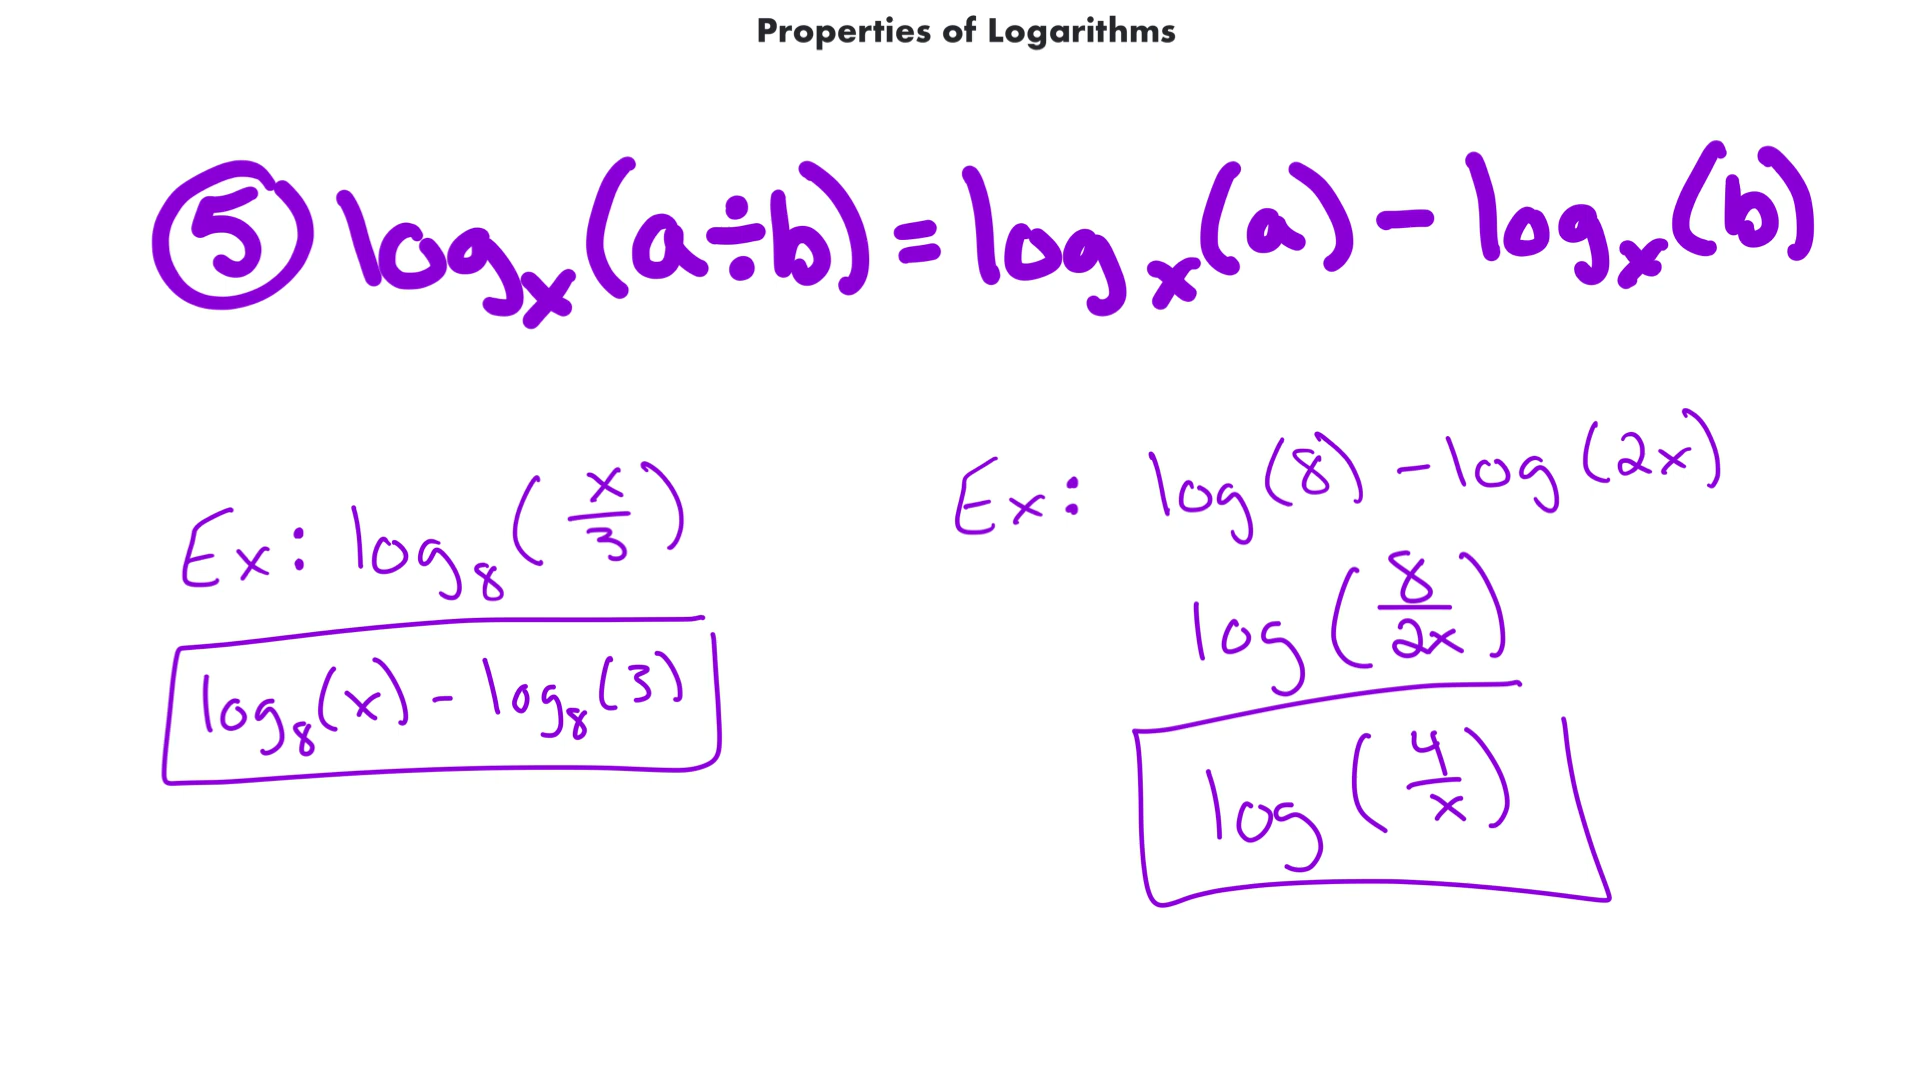 Properties of Logarithms
⑤ logₓ(a÷b) = logₓ(a) − logₓ(b)
Ex: log₈(x/3)
log₈(x) - log₈(3)
Ex: log(8) - log(2x)
log(8/2x)
log(4/x)